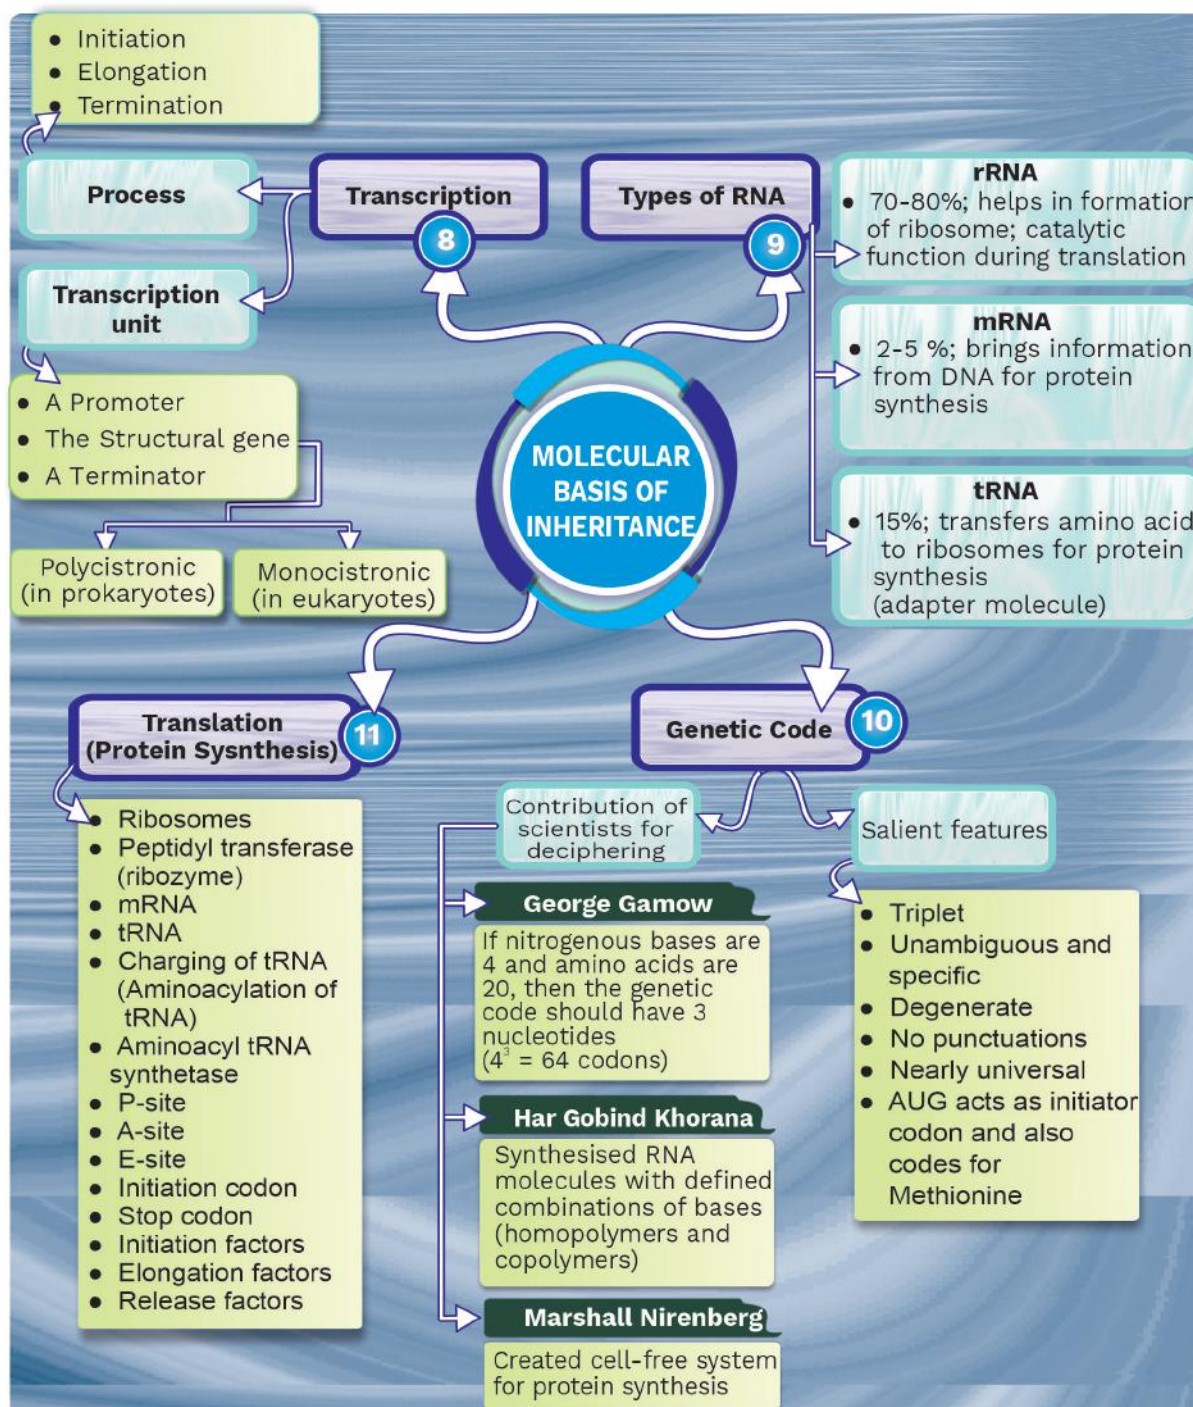 • Initiation
• Elongation
• Termination
Process
Transcription
8
Transcription
unit
• A Promoter
• The Structural gene
• A Terminator
Polycistronic
(in prokaryotes)
Monocistronic
(in eukaryotes)
Types of RNA
9
rRNA
• 70-80%; helps in formation
of ribosome; catalytic
function during translation
mRNA
• 2-5 %; brings information
from DNA for protein
synthesis
tRNA
• 15%; transfers amino acid
to ribosomes for protein
synthesis
(adapter molecule)
MOLECULAR
BASIS OF
INHERITANCE
Translation
(Protein Sysnthesis)
11
• Ribosomes
• Peptidyl transferase
(ribozyme)
• mRNA
• tRNA
• Charging of tRNA
(Aminoacylation of
tRNA)
• Aminoacyl tRNA
synthetase
• P-site
• A-site
• E-site
• Initiation codon
• Stop codon
• Initiation factors
• Elongation factors
• Release factors
Genetic Code
10
Contribution of
scientists for
deciphering
George Gamow
If nitrogenous bases are
4 and amino acids are
20, then the genetic
code should have 3
nucleotides
(4³ = 64 codons)
Har Gobind Khorana
Synthesised RNA
molecules with defined
combinations of bases
(homopolymers and
copolymers)
Marshall Nirenberg
Created cell-free system
for protein synthesis
Salient features
• Triplet
• Unambiguous and
specific
• Degenerate
• No punctuations
• Nearly universal
• AUG acts as initiator
codon and also
codes for
Methionine